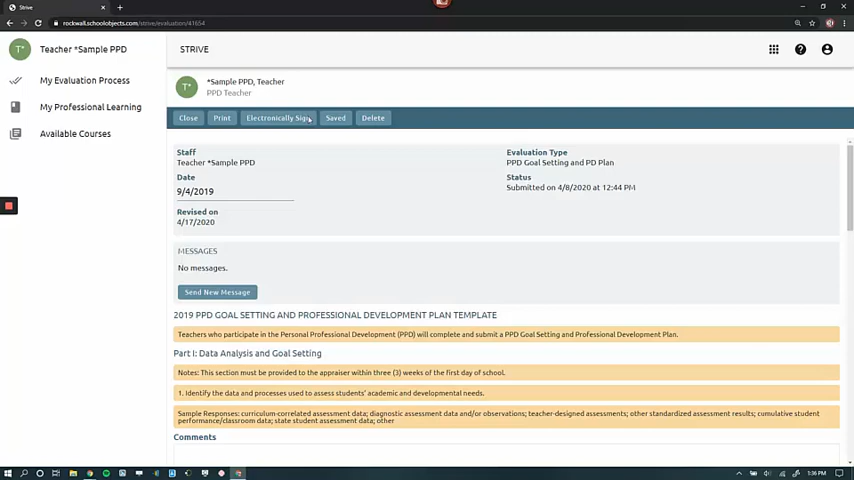 Strive
rockwall.schoolobjects.com/strive/evaluation/41654
T* Teacher *Sample PPD
STRIVE
My Evaluation Process
My Professional Learning
Available Courses
T* *Sample PPD, Teacher
PPD Teacher
Close Print Electronically Sign Saved Delete
Staff
Teacher *Sample PPD
Evaluation Type
PPD Goal Setting and PD Plan
Date
9/4/2019
Status
Submitted on 4/8/2020 at 12:44 PM
Revised on
4/17/2020
MESSAGES
No messages.
Send New Message
2019 PPD GOAL SETTING AND PROFESSIONAL DEVELOPMENT PLAN TEMPLATE
Teachers who participate in the Personal Professional Development (PPD) will complete and submit a PPD Goal Setting and Professional Development Plan.
Part I: Data Analysis and Goal Setting
Notes: This section must be provided to the appraiser within three (3) weeks of the first day of school.
1. Identify the data and processes used to assess students' academic and developmental needs.
Sample Responses: curriculum-correlated assessment data; diagnostic assessment data and/or observations; teacher-designed assessments; other standardized assessment results; cumulative student
performance/classroom data; state student assessment data; other
Comments
1:36 PM